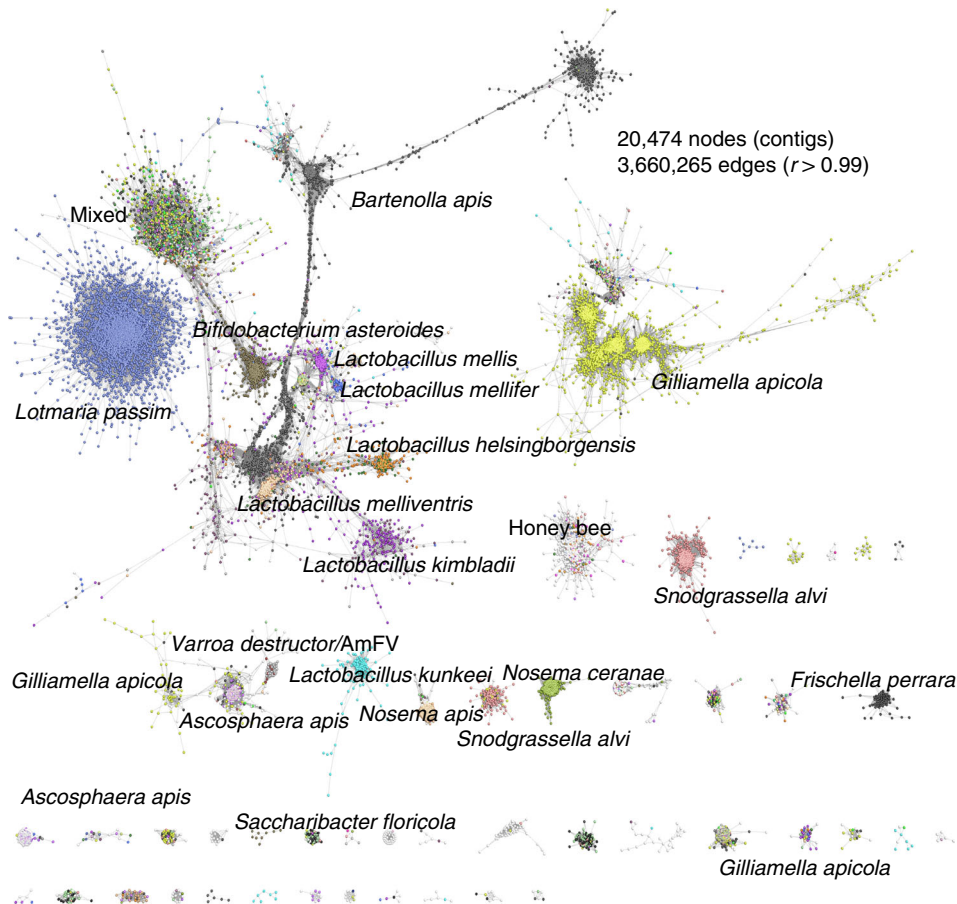 20,474 nodes (contigs)
3,660,265 edges (r > 0.99)
Bartenolla apis
Mixed
Bifidobacterium asteroides
Lactobacillus mellis
Lactobacillus mellifer
Gilliamella apicola
Lotmaria passim
Lactobacillus helsingborgensis
Lactobacillus melliventris
Honey bee
Lactobacillus kimbladii
Snodgrassella alvi
Varroa destructor/AmFV
Gilliamella apicola
Lactobacillus kunkeei
Nosema ceranae
Frischella perrara
Ascosphaera apis
Nosema apis
Snodgrassella alvi
Ascosphaera apis
Saccharibacter floricola
Gilliamella apicola